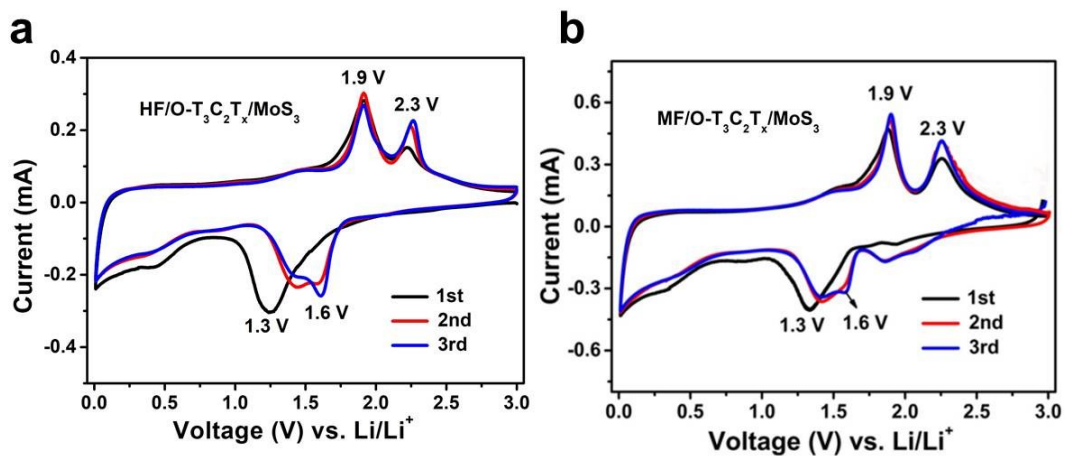 a
0.4
0.2
0.0
-0.2
-0.4
Current (mA)
HF/O-T₃C₂Tₓ/MoS₃
1.9 V
2.3 V
1.3 V
1.6 V
1st
2nd
3rd
0.0 0.5 1.0 1.5 2.0 2.5 3.0
Voltage (V) vs. Li/Li⁺
b
0.6
0.3
0.0
-0.3
-0.6
Current (mA)
MF/O-T₃C₂Tₓ/MoS₃
1.9 V
2.3 V
1.3 V
1.6 V
1st
2nd
3rd
0.0 0.5 1.0 1.5 2.0 2.5 3.0
Voltage (V) vs. Li/Li⁺